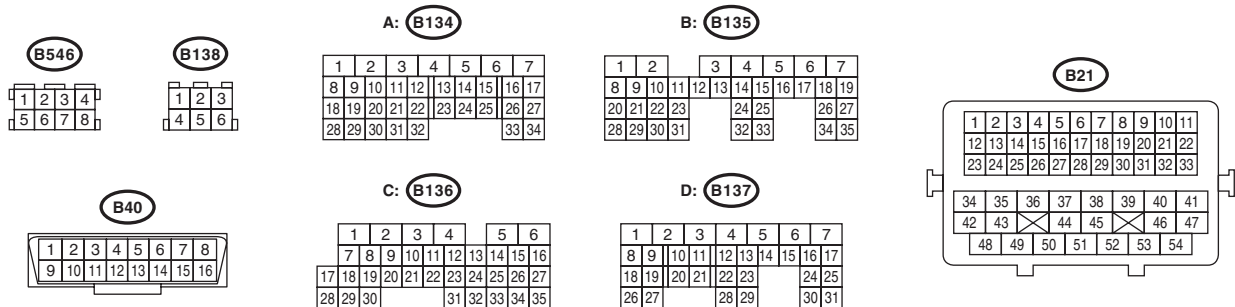 B546
1 2 3 4
5 6 7 8
B138
1 2 3
4 5 6
A: B134
1 2 3 4 5 6 7
8 9 10 11 12 13 14 15 16 17
18 19 20 21 22 23 24 25 26 27
28 29 30 31 32 33 34
B: B135
1 2 3 4 5 6 7
8 9 10 11 12 13 14 15 16 17 18 19
20 21 22 23 24 25 26 27
28 29 30 31 32 33 34 35
B21
1 2 3 4 5 6 7 8 9 10 11
12 13 14 15 16 17 18 19 20 21 22
23 24 25 26 27 28 29 30 31 32 33
34 35 36 37 38 39 40 41
42 43 44 45 46 47
48 49 50 51 52 53 54
B40
1 2 3 4 5 6 7 8
9 10 11 12 13 14 15 16
C: B136
1 2 3 4 5 6
7 8 9 10 11 12 13 14 15 16
17 18 19 20 21 22 23 24 25 26 27
28 29 30 31 32 33 34 35
D: B137
1 2 3 4 5 6 7
8 9 10 11 12 13 14 15 16 17
18 19 20 21 22 23 24 25
26 27 28 29 30 31